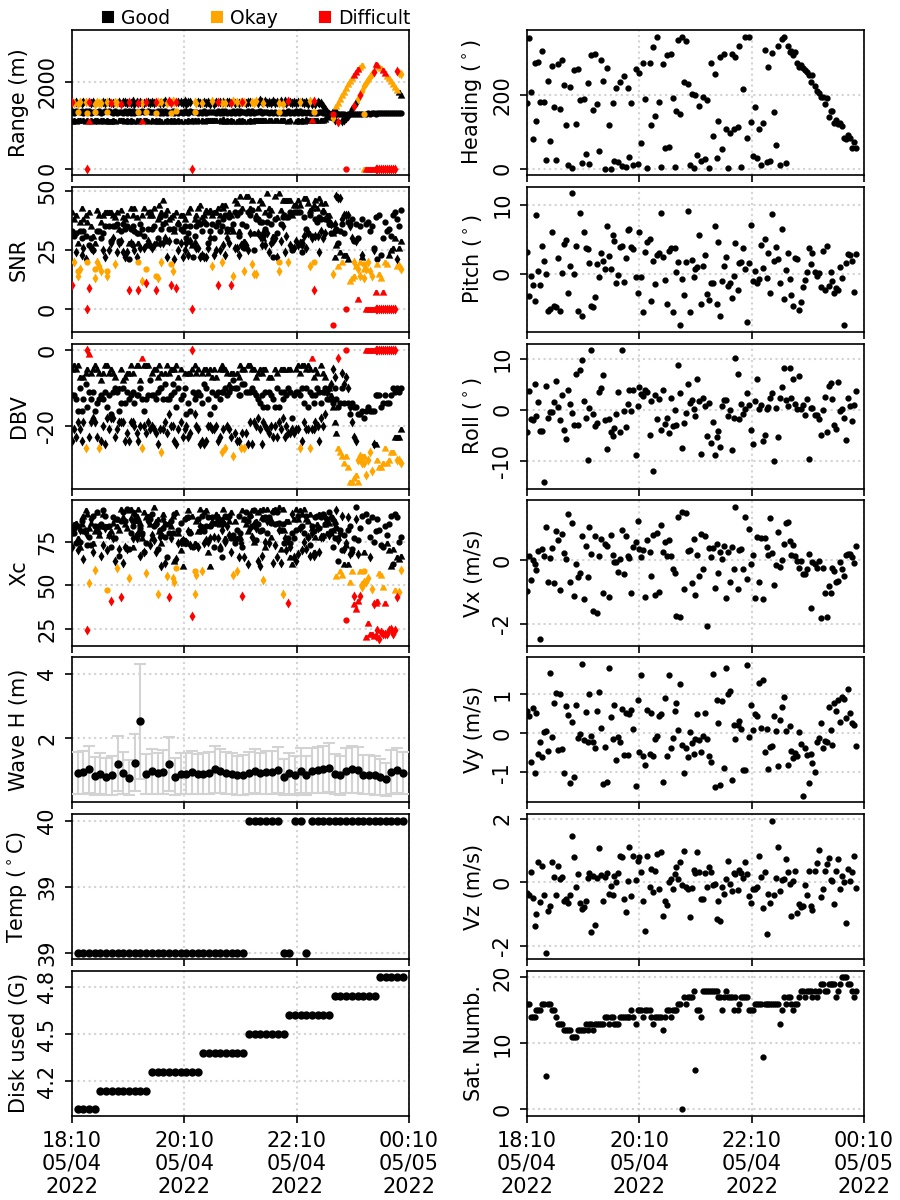 Good Okay Difficult
Range (m)
2000
0
Heading (°)
200
0
SNR
50
25
0
Pitch (°)
10
0
DBV
0
-20
Roll (°)
10
0
-10
Xc
75
50
25
Vx (m/s)
0
-2
Wave H (m)
4
2
Vy (m/s)
1
0
-1
Temp (°C)
40
39
39
Vz (m/s)
2
0
-2
Disk used (G)
4.8
4.5
4.2
Sat. Numb.
20
10
0
18:10 20:10 22:10 00:10
05/04 05/04 05/04 05/05
2022 2022 2022 2022
18:10 20:10 22:10 00:10
05/04 05/04 05/04 05/05
2022 2022 2022 2022